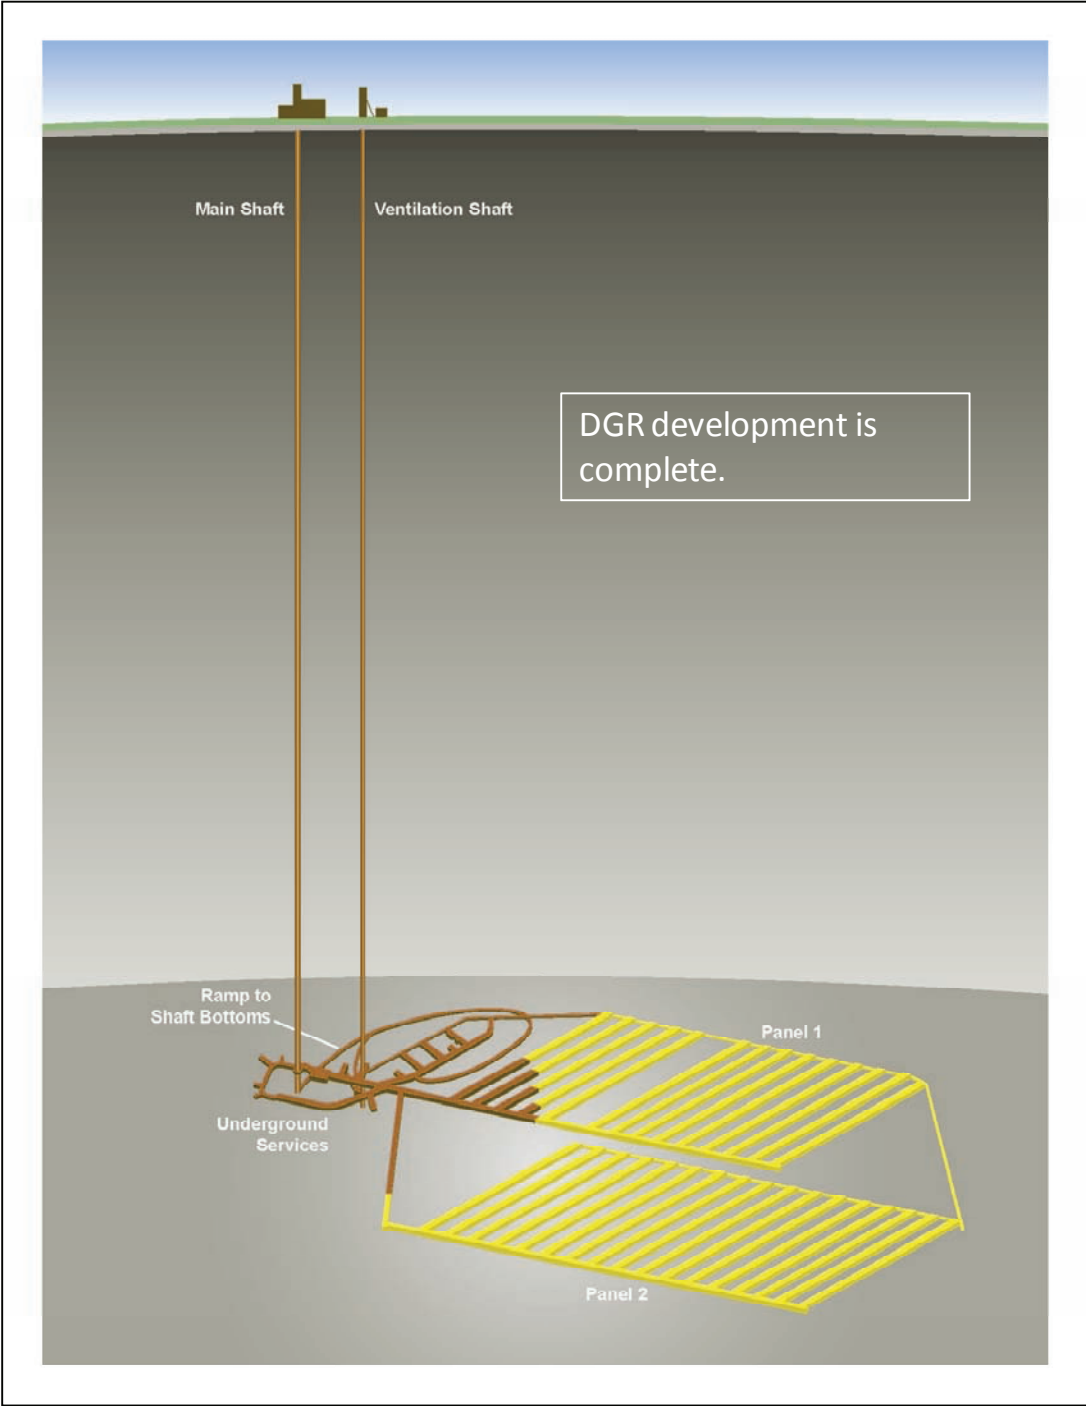 Main Shaft
Ventilation Shaft
DGR development is
complete.
Ramp to
Shaft Bottoms
Panel 1
Underground
Services
Panel 2